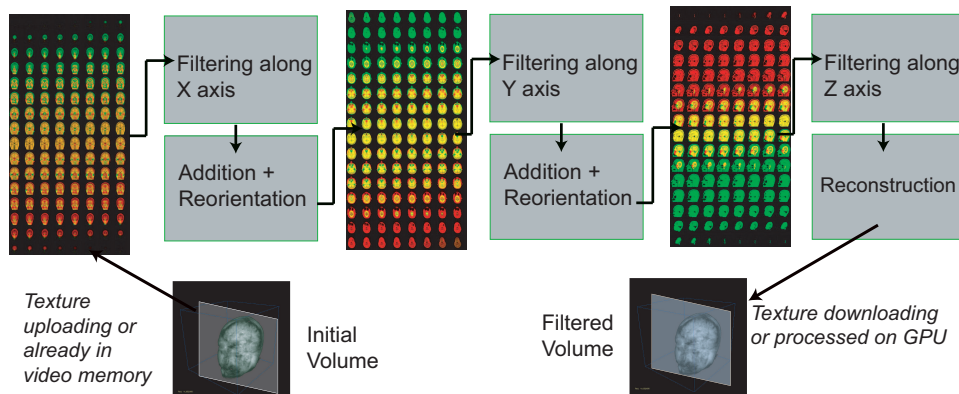 Filtering along
X axis
Addition +
Reorientation
Filtering along
Y axis
Addition +
Reorientation
Filtering along
Z axis
Reconstruction
Texture
uploading or
already in
video memory
Initial
Volume
Filtered
Volume
Texture downloading
or processed on GPU